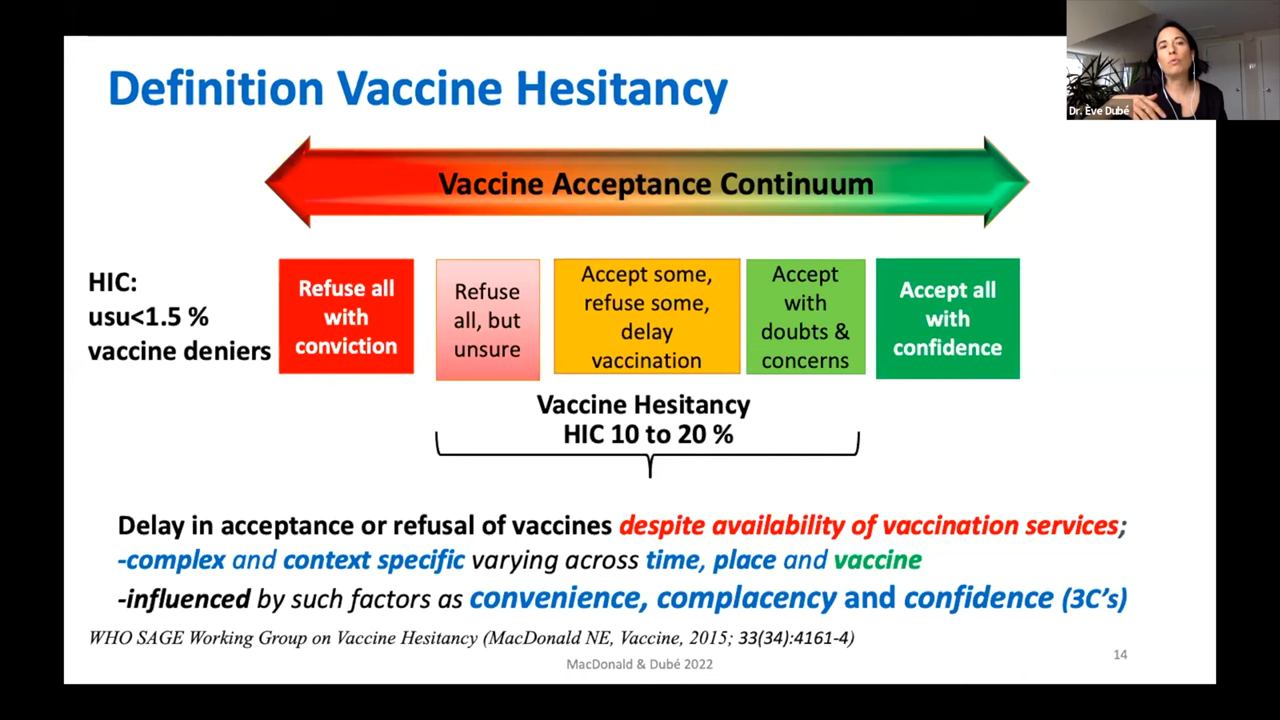 Definition Vaccine Hesitancy
Dr. Ève Dubé
Vaccine Acceptance Continuum
HIC:
usu<1.5 %
vaccine deniers
Refuse all
with
conviction
Refuse
all, but
unsure
Accept some,
refuse some,
delay
vaccination
Accept
with
doubts &
concerns
Accept all
with
confidence
Vaccine Hesitancy
HIC 10 to 20 %
Delay in acceptance or refusal of vaccines despite availability of vaccination services;
-complex and context specific varying across time, place and vaccine
-influenced by such factors as convenience, complacency and confidence (3C's)
WHO SAGE Working Group on Vaccine Hesitancy (MacDonald NE, Vaccine, 2015; 33(34):4161-4)
MacDonald & Dubé 2022
14